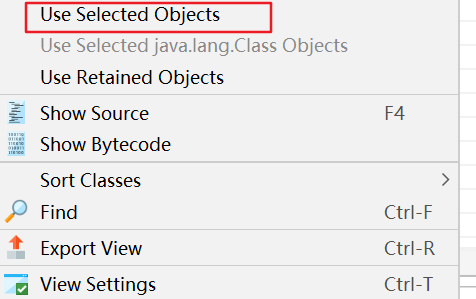 Use Selected Objects
Use Selected java.lang.Class Objects
Use Retained Objects
Show Source F4
Show Bytecode
Sort Classes
Find Ctrl-F
Export View Ctrl-R
View Settings Ctrl-T